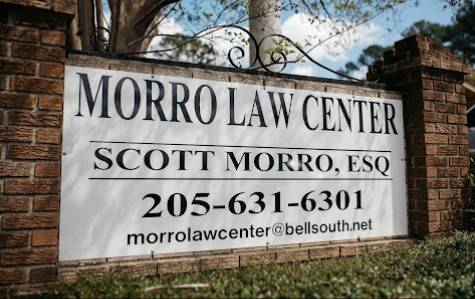 MORRO LAW CENTER
SCOTT MORRO, ESQ
205-631-6301
morrolawcenter@bellsouth.net